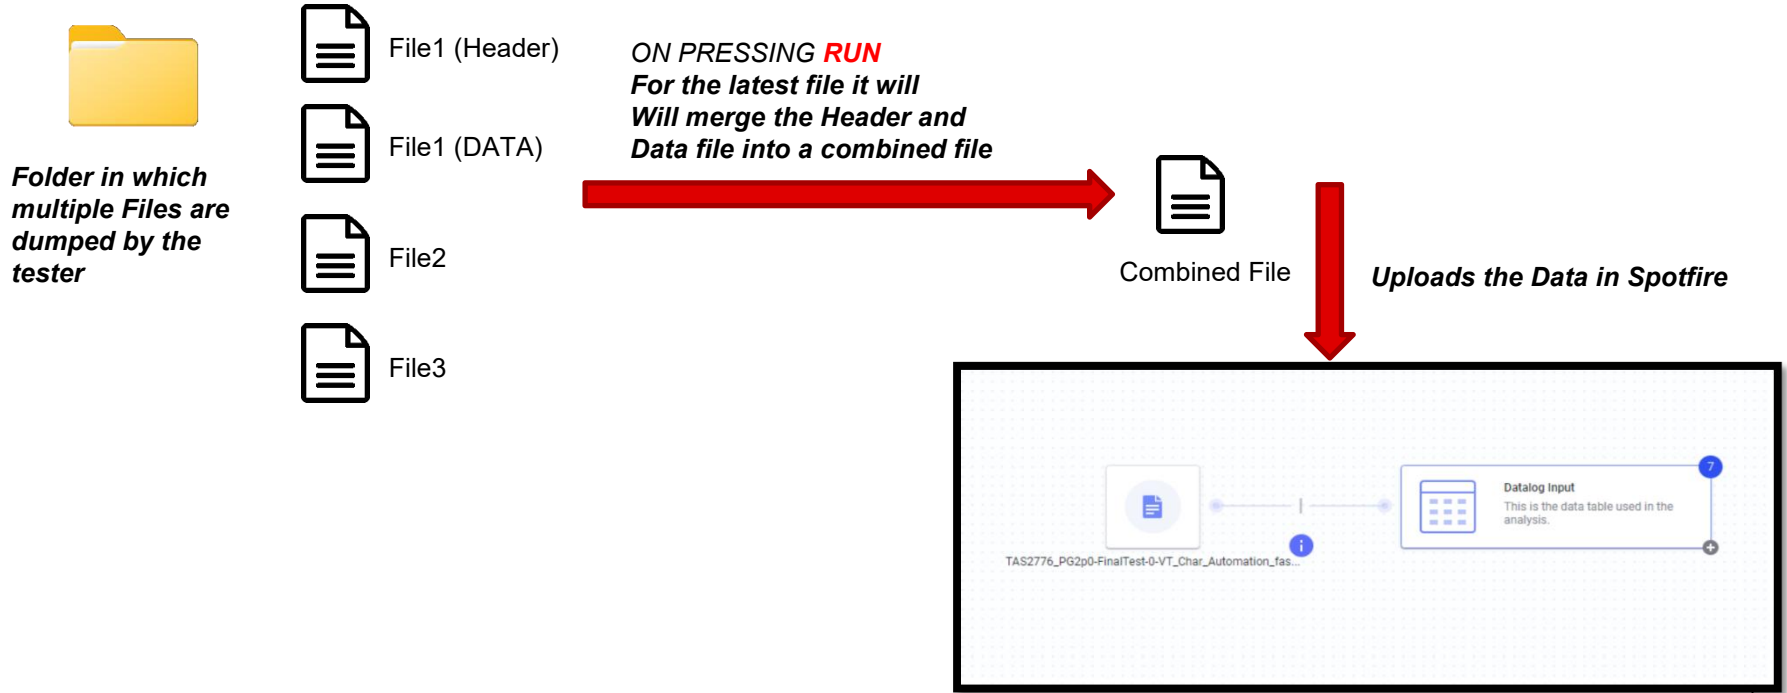 File1 (Header)
File1 (DATA)
File2
File3
Folder in which
multiple Files are
dumped by the
tester
ON PRESSING RUN
For the latest file it will
Will merge the Header and
Data file into a combined file
Combined File
Uploads the Data in Spotfire
TAS2776_PG2p0-FinalTest-0-VT_Char_Automation_fas...
i
7
Datalog Input
This is the data table used in the
analysis.